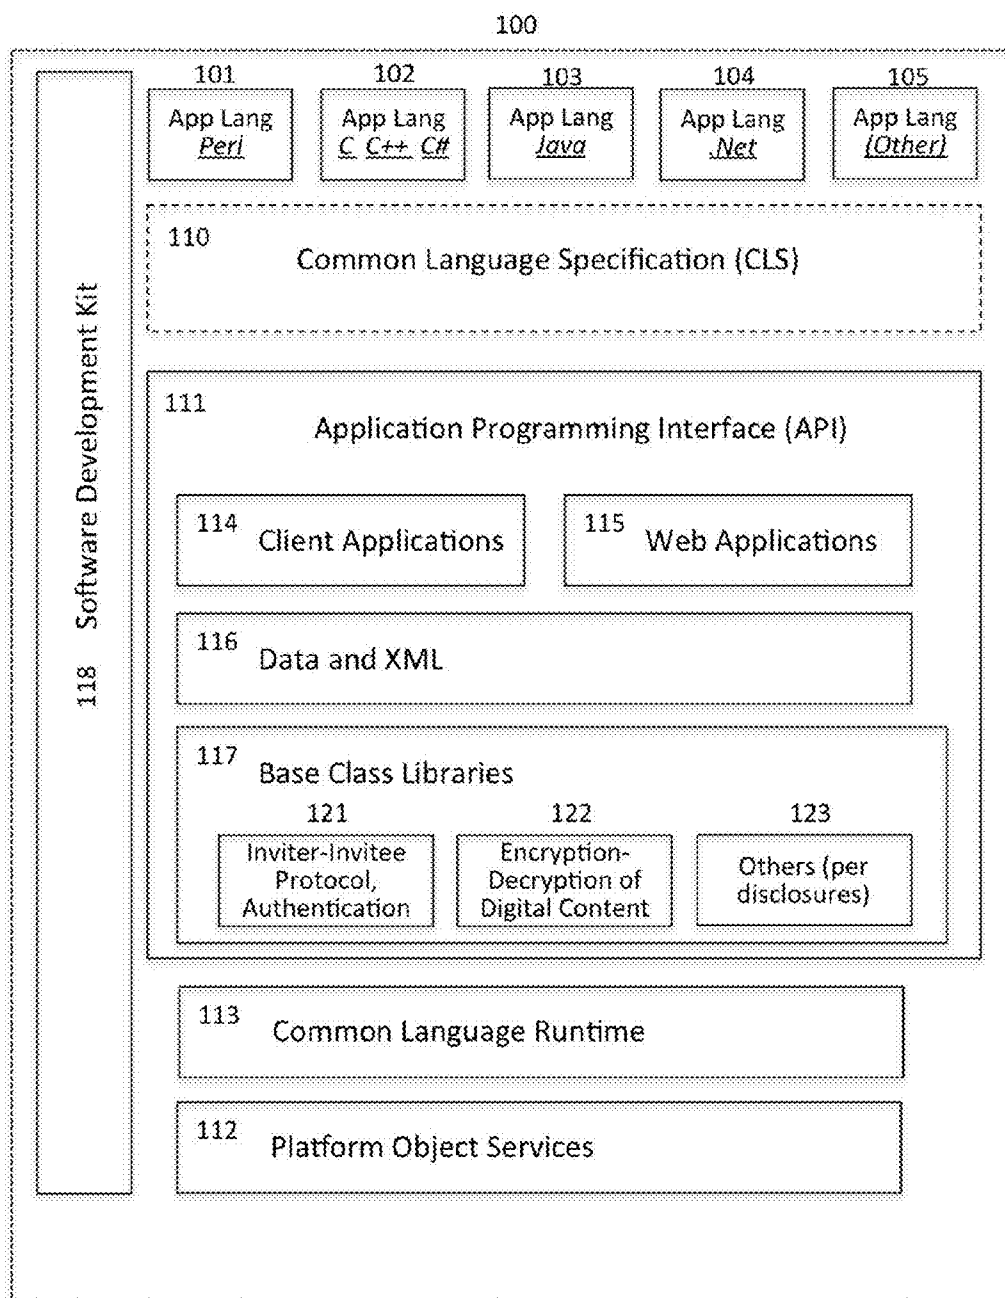 100
101 102 103 104 105
App Lang App Lang App Lang App Lang App Lang
Perl C C++ C# Java .Net (Other)
110
Common Language Specification (CLS)
118 Software Development Kit
111
Application Programming Interface (API)
114 Client Applications
115 Web Applications
116
Data and XML
117
Base Class Libraries
121 122 123
Inviter-Invitee
Protocol,
Authentication
Encryption-
Decryption of
Digital Content
Others (per
disclosures)
113
Common Language Runtime
112
Platform Object Services